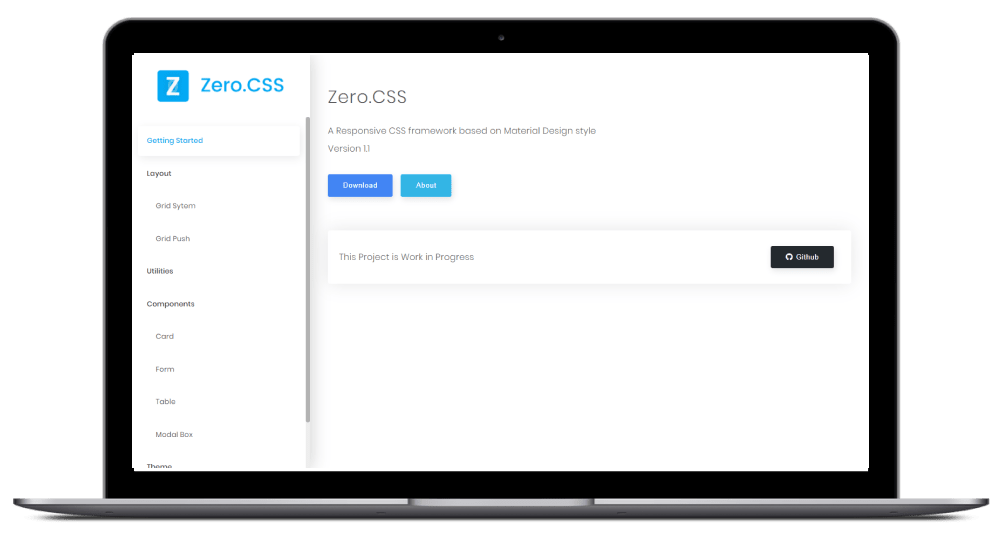 Z Zero.CSS
Getting Started
Layout
Grid Sytem
Grid Push
Utilities
Components
Card
Form
Table
Modal Box
Theme
Zero.CSS
A Responsive CSS framework based on Material Design style
Version 1.1
Download About
This Project is Work in Progress
Github